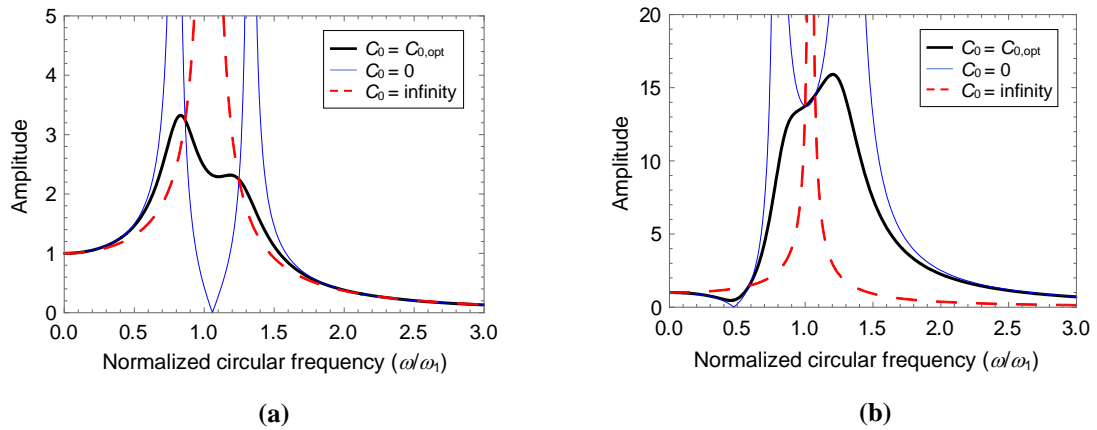 5
4
3
2
1
0
Amplitude
C0 = C0,opt
C0 = 0
C0 = infinity
0.0 0.5 1.0 1.5 2.0 2.5 3.0
Normalized circular frequency (ω/ω1)
(a)
20
15
10
5
0
Amplitude
C0 = C0,opt
C0 = 0
C0 = infinity
0.0 0.5 1.0 1.5 2.0 2.5 3.0
Normalized circular frequency (ω/ω1)
(b)